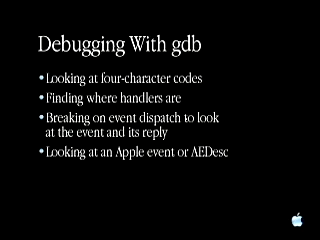 Debugging With gdb
•Looking at four-character codes
•Finding where handlers are
•Breaking on event dispatch to look
at the event and its reply
•Looking at an Apple event or AEDesc